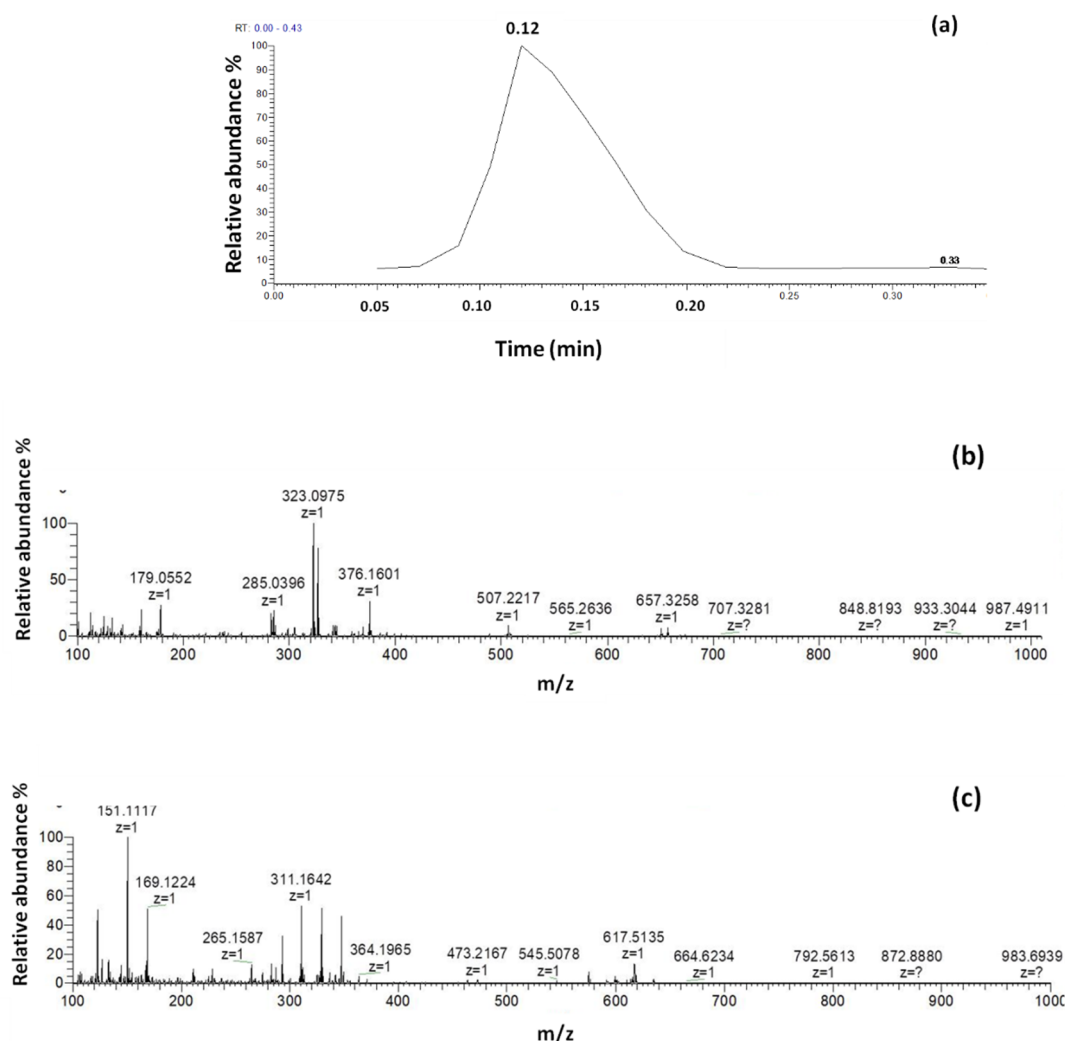 RT: 0.00 - 0.43
(a)
0.12
Relative abundance %
100
90
80
70
60
50
40
30
20
10
0
0.33
0.00
0.05
0.10
0.15
0.20
0.25
0.30
Time (min)
(b)
Relative abundance %
323.0975
z=1
100
50
0
179.0552
z=1
285.0396
z=1
376.1601
z=1
507.2217
z=1
565.2636
z=1
657.3258
z=1
707.3281
z=?
848.8193
z=?
933.3044
z=?
987.4911
z=1
100 200 300 400 500 600 700 800 900 1000
m/z
(c)
Relative abundance %
151.1117
z=1
100
80
60
40
20
0
169.1224
z=1
265.1587
z=1
311.1642
z=1
364.1965
z=1
473.2167
z=1
545.5078
z=1
617.5135
z=1
664.6234
z=1
792.5613
z=1
872.8880
z=?
983.6939
z=?
100 200 300 400 500 600 700 800 900 1000
m/z